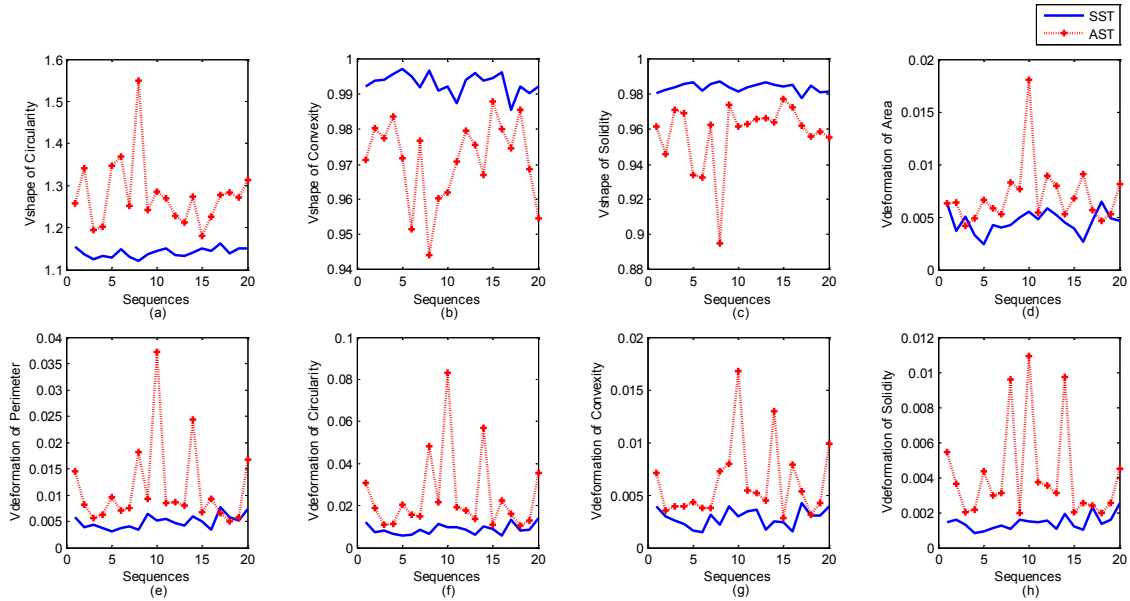 SST
AST
Vshape of Circularity
1.6
1.5
1.4
1.3
1.2
1.1
0 5 10 15 20
Sequences
(a)
Vshape of Convexity
1
0.99
0.98
0.97
0.96
0.95
0.94
0 5 10 15 20
Sequences
(b)
Vshape of Solidity
1
0.98
0.96
0.94
0.92
0.9
0.88
0 5 10 15 20
Sequences
(c)
Vdeformation of Area
0.02
0.015
0.01
0.005
0
0 5 10 15 20
Sequences
(d)
Vdeformation of Perimeter
0.04
0.035
0.03
0.025
0.02
0.015
0.01
0.005
0
0 5 10 15 20
Sequences
(e)
Vdeformation of Circularity
0.1
0.08
0.06
0.04
0.02
0
0 5 10 15 20
Sequences
(f)
Vdeformation of Convexity
0.02
0.015
0.01
0.005
0
0 5 10 15 20
Sequences
(g)
Vdeformation of Solidity
0.012
0.01
0.008
0.006
0.004
0.002
0
0 5 10 15 20
Sequences
(h)